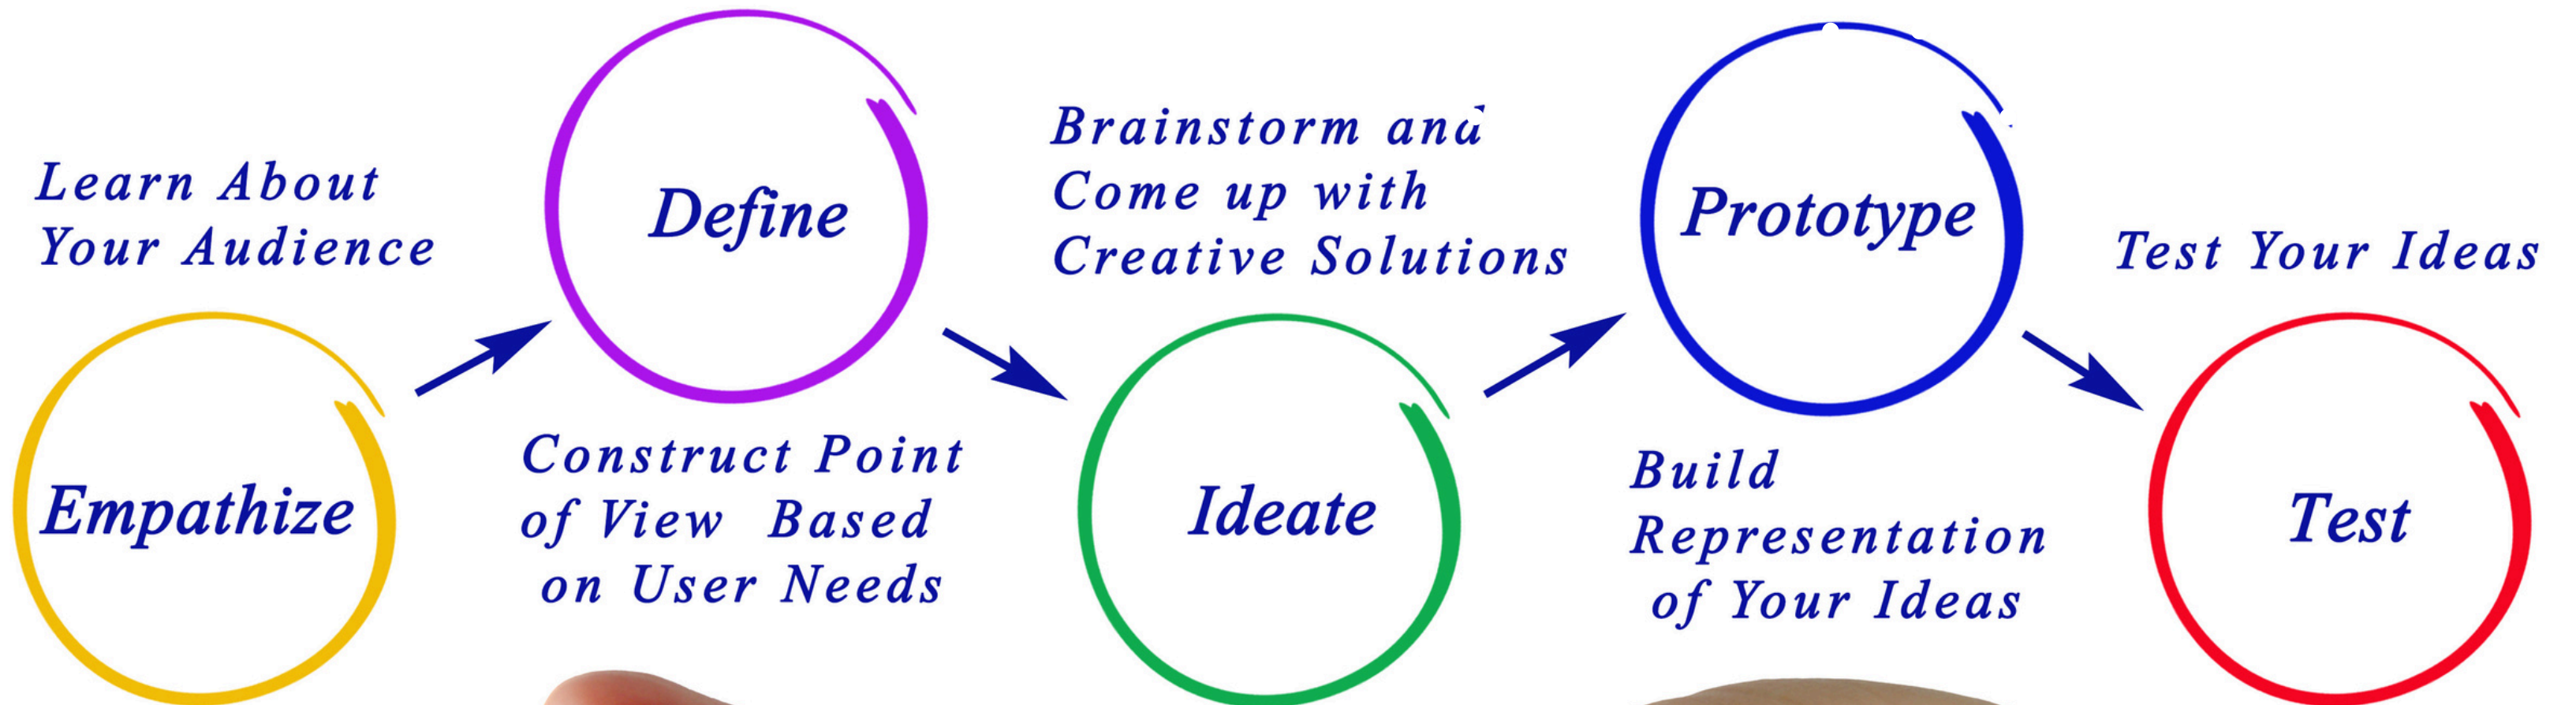 Learn About
Your Audience
Empathize
Define
Construct Point
of View Based
on User Needs
Brainstorm and
Come up with
Creative Solutions
Ideate
Prototype
Build
Representation
of Your Ideas
Test Your Ideas
Test